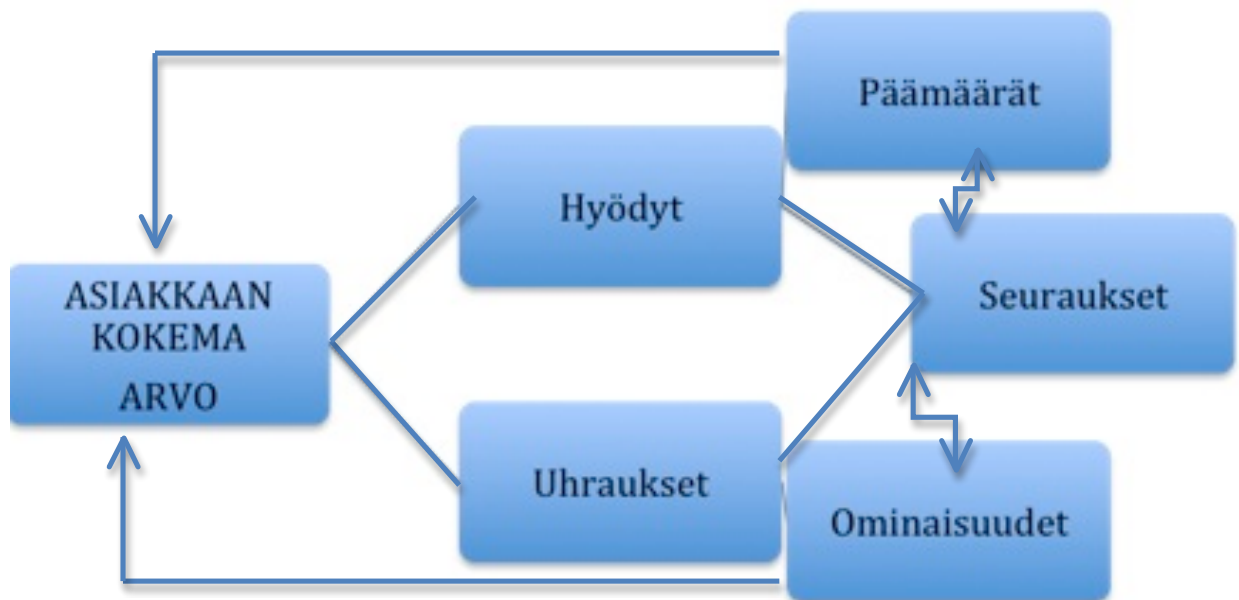 Päämäärät
Hyödyt
Seuraukset
ASIAKKAAN
KOKEMA
ARVO
Uhraukset
Ominaisuudet